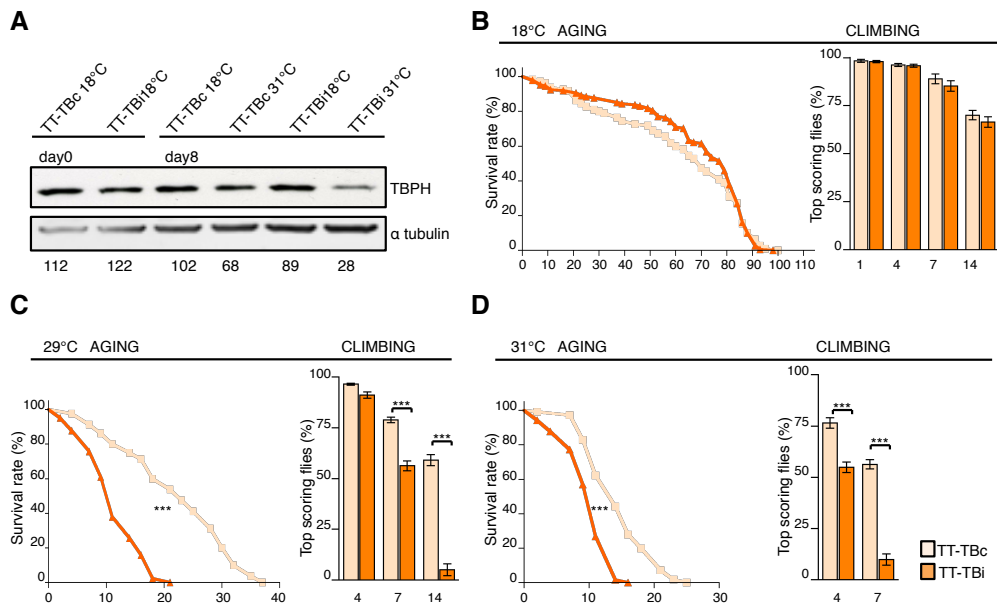 A
TT-TBc 18°C
TT-TBi18°C
TT-TBc 18°C
TT-TBc 31°C
TT-TBi18°C
TT-TBi 31°C
day0 day8
TBPH
α tubulin
112 122 102 68 89 28
B
18°C AGING CLIMBING
Survival rate (%)
100
80
60
40
20
0
0 10 20 30 40 50 60 70 80 90 100 110
Top scoring flies (%)
100
75
50
25
0
1 4 7 14
C
29°C AGING CLIMBING
Survival rate (%)
100
80
60
40
20
0
0 10 20 30 40
***
Top scoring flies (%)
100
75
50
25
0
*** ***
4 7 14
D
31°C AGING CLIMBING
Survival rate (%)
100
80
60
40
20
0
0 10 20 30
***
Top scoring flies (%)
100
75
50
25
0
***
***
4 7
TT-TBc
TT-TBi